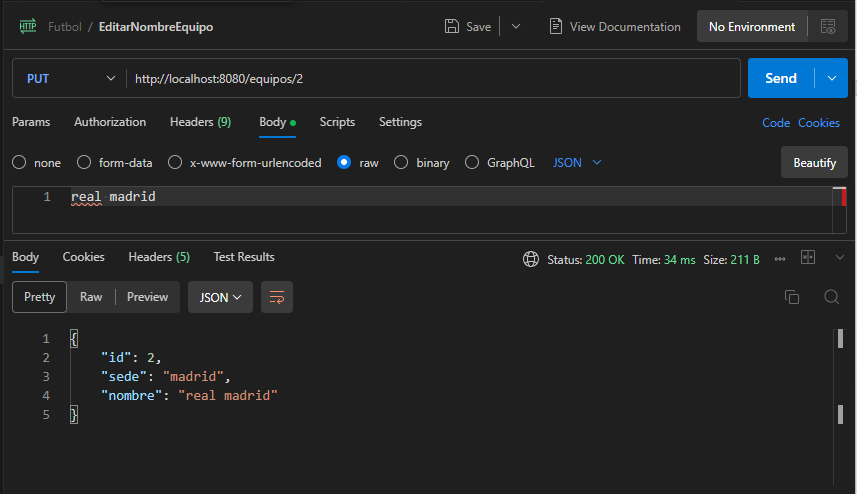 HTTP Futbol / EditarNombreEquipo Save View Documentation No Environment
PUT http://localhost:8080/equipos/2 Send
Params Authorization Headers (9) Body Scripts Settings Code Cookies
none form-data x-www-form-urlencoded raw binary GraphQL JSON Beautify
1 real madrid
Body Cookies Headers (5) Test Results Status: 200 OK Time: 34 ms Size: 211 B
Pretty Raw Preview JSON
1 {
2 "id": 2,
3 "sede": "madrid",
4 "nombre": "real madrid"
5 }